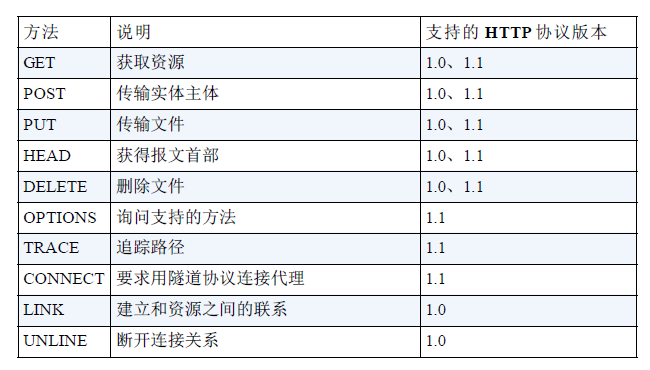 方法 说明 支持的 HTTP 协议版本
GET 获取资源 1.0、1.1
POST 传输实体主体 1.0、1.1
PUT 传输文件 1.0、1.1
HEAD 获得报文首部 1.0、1.1
DELETE 删除文件 1.0、1.1
OPTIONS 询问支持的方法 1.1
TRACE 追踪路径 1.1
CONNECT 要求用隧道协议连接代理 1.1
LINK 建立和资源之间的联系 1.0
UNLINE 断开连接关系 1.0